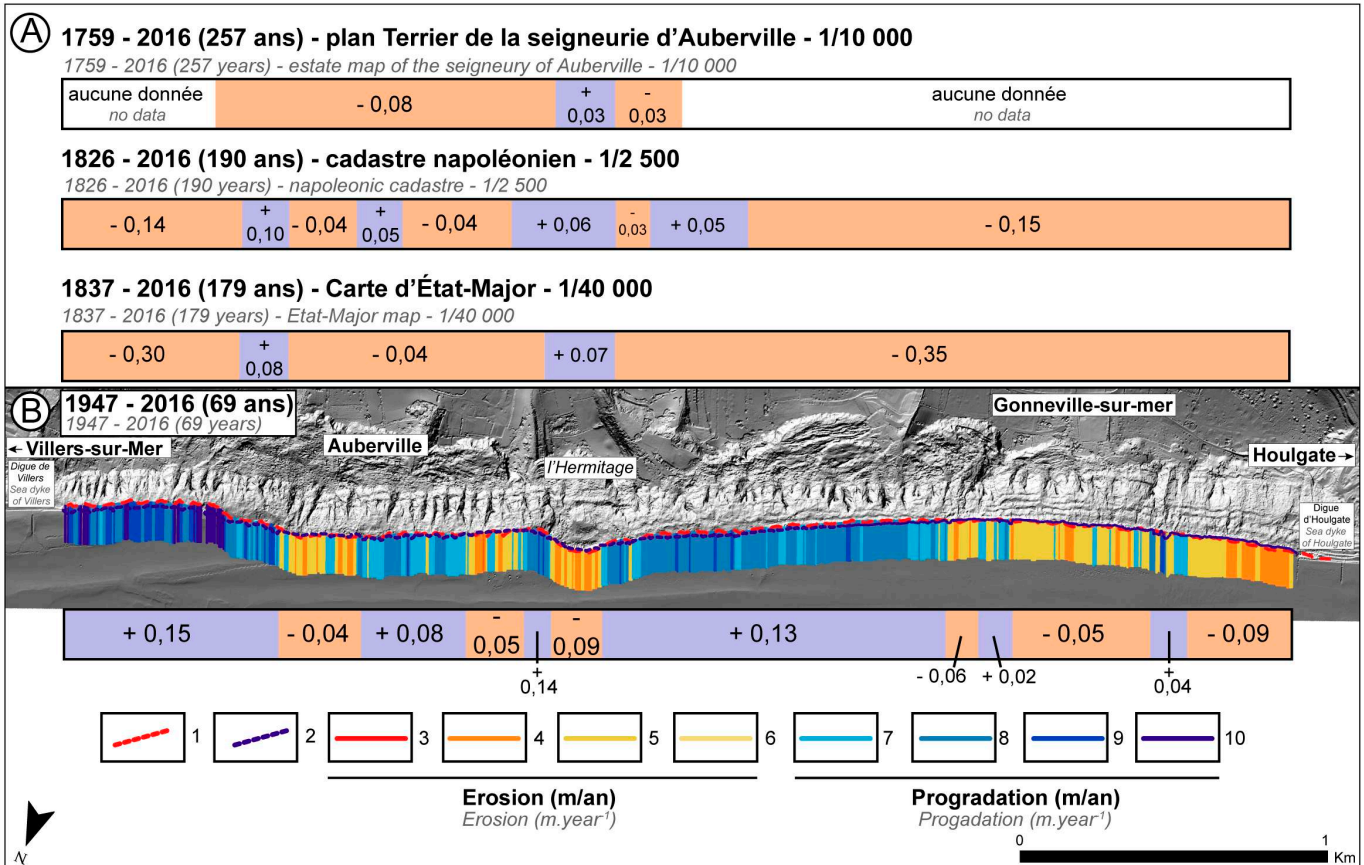 A
1759 - 2016 (257 ans) - plan Terrier de la seigneurie d'Auberville - 1/10 000
1759 - 2016 (257 years) - estate map of the seigneury of Auberville - 1/10 000
aucune donnée
no data
- 0,08
+
0,03
-
0,03
aucune donnée
no data
1826 - 2016 (190 ans) - cadastre napoléonien - 1/2 500
1826 - 2016 (190 years) - napoleonic cadastre - 1/2 500
- 0,14
+
0,10
- 0,04
+
0,05
- 0,04
+ 0,06
-
0,03
+ 0,05
- 0,15
1837 - 2016 (179 ans) - Carte d'État-Major - 1/40 000
1837 - 2016 (179 years) - Etat-Major map - 1/40 000
- 0,30
+
0,08
- 0,04
+ 0.07
- 0,35
B
1947 - 2016 (69 ans)
1947 - 2016 (69 years)
← Villers-sur-Mer
Auberville
l'Hermitage
Gonneville-sur-mer
Houlgate →
Digue de
Villers
Sea dyke
of Villers
Digue
d'Houlgate
Sea dyke
of Houlgate
+ 0,15
- 0,04
+ 0,08
-
0,05
+
0,14
-
0,09
+ 0,13
- 0,06
+ 0,02
- 0,05
+
0,04
- 0,09
1
2
3
4
5
6
7
8
9
10
Erosion (m/an)
Erosion (m.year-¹)
Progradation (m/an)
Progadation (m.year-¹)
N
0
1
Km